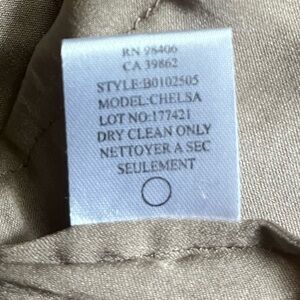 RN 98406
CA 39862
STYLE:B0102505
MODEL:CHELSA
LOT NO:177421
DRY CLEAN ONLY
NETTOYER A SEC
SEULEMENT